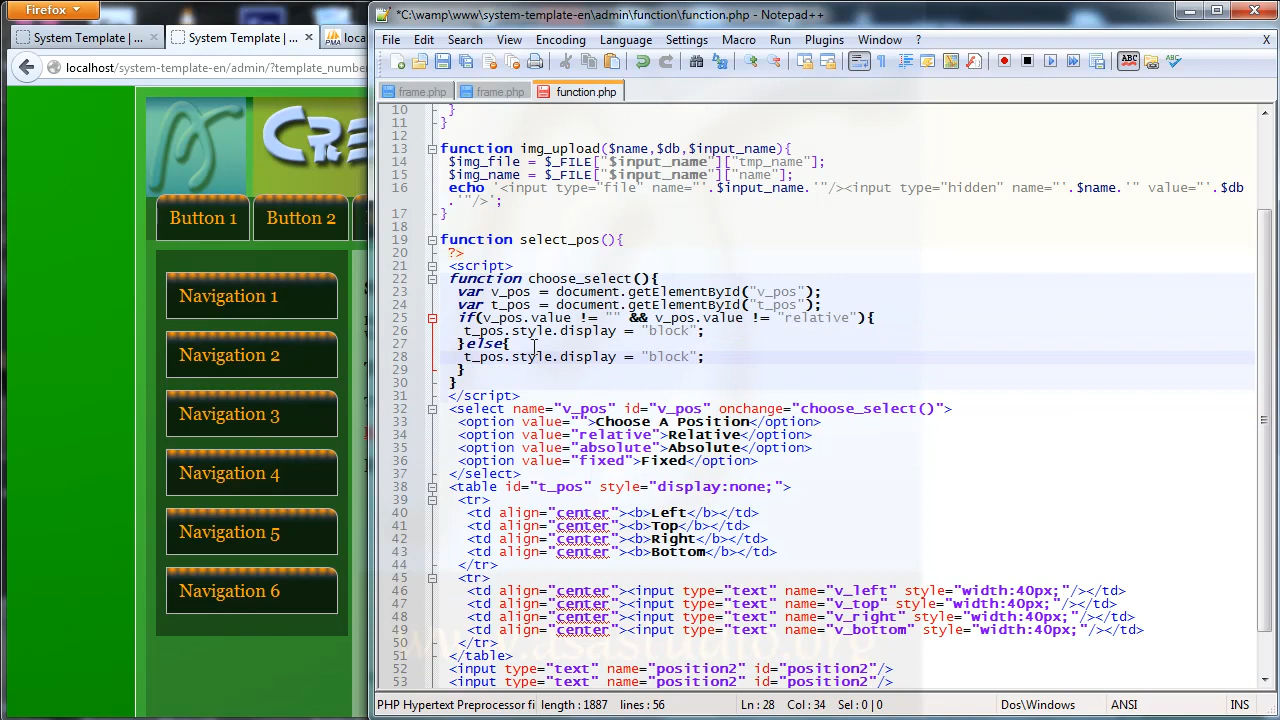 Firefox
System Template | ...
System Template | ...
loca
localhost/system-template-en/admin/?template_number
Button 1
Button 2
Navigation 1
Navigation 2
Navigation 3
Navigation 4
Navigation 5
Navigation 6
*C:\wamp\www\system-template-en\admin\function\function.php - Notepad++
File Edit Search View Encoding Language Settings Macro Run Plugins Window ? X
frame.php frame.php function.php
10 }
11 }
12
13 function img_upload($name,$db,$input_name){
14 $img_file = $_FILE["$input_name"]["tmp_name"];
15 $img_name = $_FILE["$input_name"]["name"];
16 echo '<input type="file" name="'.$input_name.'"/><input type="hidden" name="'.$name.'" value="'.$db
.'"/>';
17 }
18
19 function select_pos(){
20 ?>
21 <script>
22 function choose_select(){
23 var v_pos = document.getElementById("v_pos");
24 var t_pos = document.getElementById("t_pos");
25 if(v_pos.value != "" && v_pos.value != "relative"){
26 t_pos.style.display = "block";
27 }else{
28 t_pos.style.display = "block";
29 }
30 }
31 </script>
32 <select name="v_pos" id="v_pos" onchange="choose_select()">
33 <option value="">Choose A Position</option>
34 <option value="relative">Relative</option>
35 <option value="absolute">Absolute</option>
36 <option value="fixed">Fixed</option>
37 </select>
38 <table id="t_pos" style="display:none;">
39 <tr>
40 <td align="center"><b>Left</b></td>
41 <td align="center"><b>Top</b></td>
42 <td align="center"><b>Right</b></td>
43 <td align="center"><b>Bottom</b></td>
44 </tr>
45 <tr>
46 <td align="center"><input type="text" name="v_left" style="width:40px;"/></td>
47 <td align="center"><input type="text" name="v_top" style="width:40px;"/></td>
48 <td align="center"><input type="text" name="v_right" style="width:40px;"/></td>
49 <td align="center"><input type="text" name="v_bottom" style="width:40px;"/></td>
50 </tr>
51 </table>
52 <input type="text" name="position2" id="position2"/>
53 <input type="text" name="position2" id="position2"/>
PHP Hypertext Preprocessor fi length : 1887 lines : 56 Ln : 28 Col : 34 Sel : 0 | 0 Dos\Windows ANSI INS